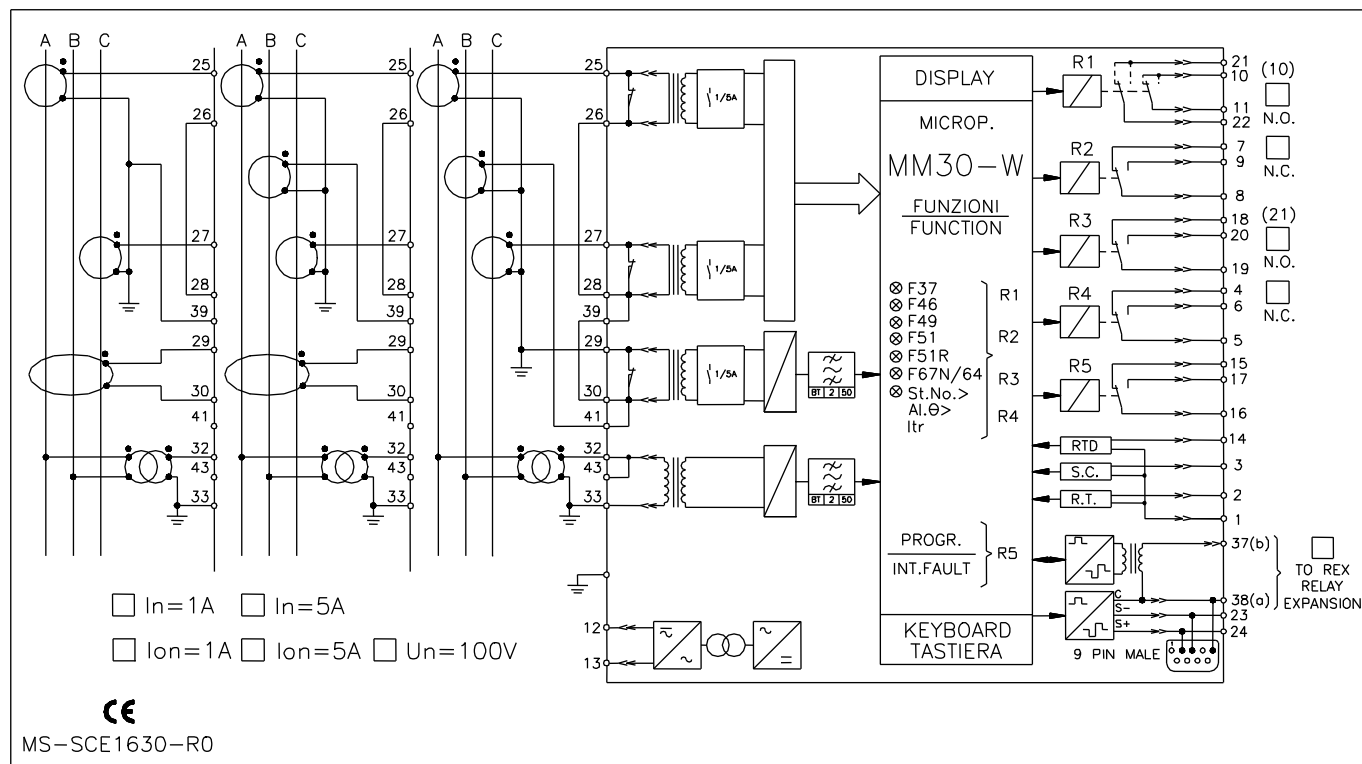 A B C
A B C
A B C
25
26
27
28
39
29
30
41
32
43
33
25
26
27
28
39
29
30
41
32
43
33
25
26
27
28
39
29
30
41
32
43
33
12
13
1/5A
1/5A
1/5A
BT 2 50
BT 2 50
DISPLAY
MICROP.
MM30-W
FUNZIONI
FUNCTION
F37
F46
F49
F51
F51R
F67N/64
St.No.>
Al.Θ>
Itr
R1
R2
R3
R4
PROGR.
INT.FAULT
R5
KEYBOARD
TASTIERA
R1
R2
R3
R4
R5
RTD
S.C.
R.T.
C
S-
S+
9 PIN MALE
1
21
10
11
22
7
9
8
18
20
19
4
6
5
15
17
16
14
3
2
1
37(b)
38(a)
23
24
(10)
N.O.
N.C.
(21)
N.O.
N.C.
TO REX
RELAY
EXPANSION
In=1A In=5A
Ion=1A Ion=5A Un=100V
CE
MS-SCE1630-R0